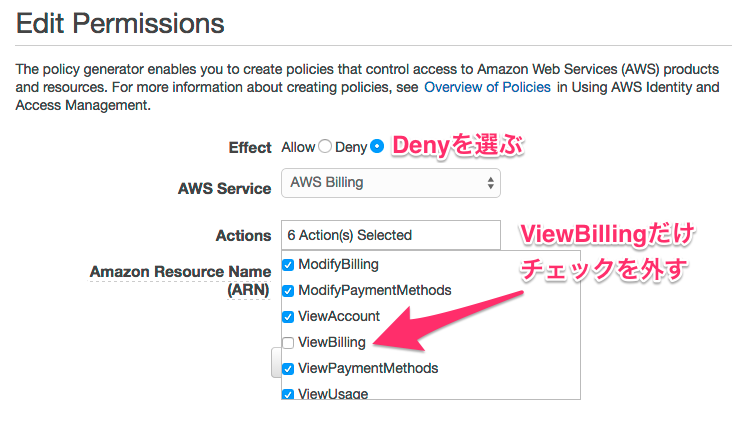 Edit Permissions
The policy generator enables you to create policies that control access to Amazon Web Services (AWS) products
and resources. For more information about creating policies, see Overview of Policies in Using AWS Identity and
Access Management.
Effect Allow Deny Denyを選ぶ
AWS Service AWS Billing
Actions 6 Action(s) Selected
ViewBillingだけ
チェックを外す
Amazon Resource Name
(ARN)
ModifyBilling
ModifyPaymentMethods
ViewAccount
ViewBilling
ViewPaymentMethods
ViewUsage